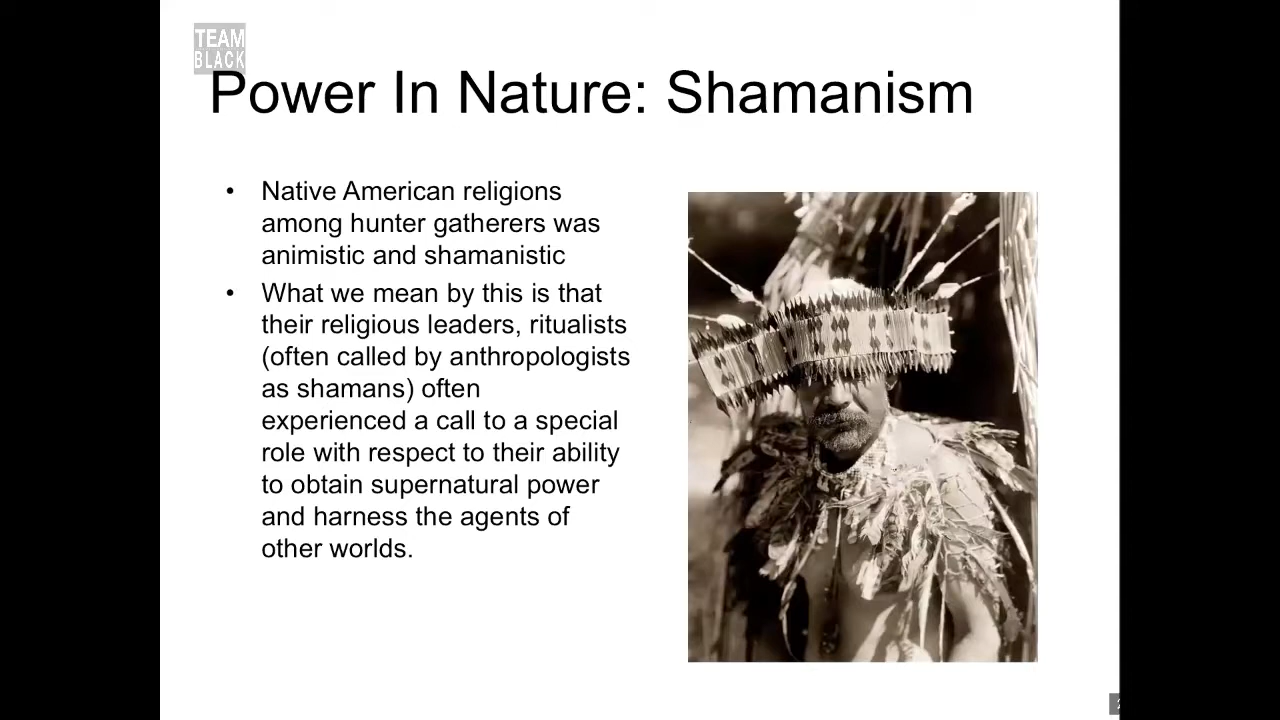 TEAM
BLACK
Power In Nature: Shamanism
• Native American religions
among hunter gatherers was
animistic and shamanistic
• What we mean by this is that
their religious leaders, ritualists
(often called by anthropologists
as shamans) often
experienced a call to a special
role with respect to their ability
to obtain supernatural power
and harness the agents of
other worlds.